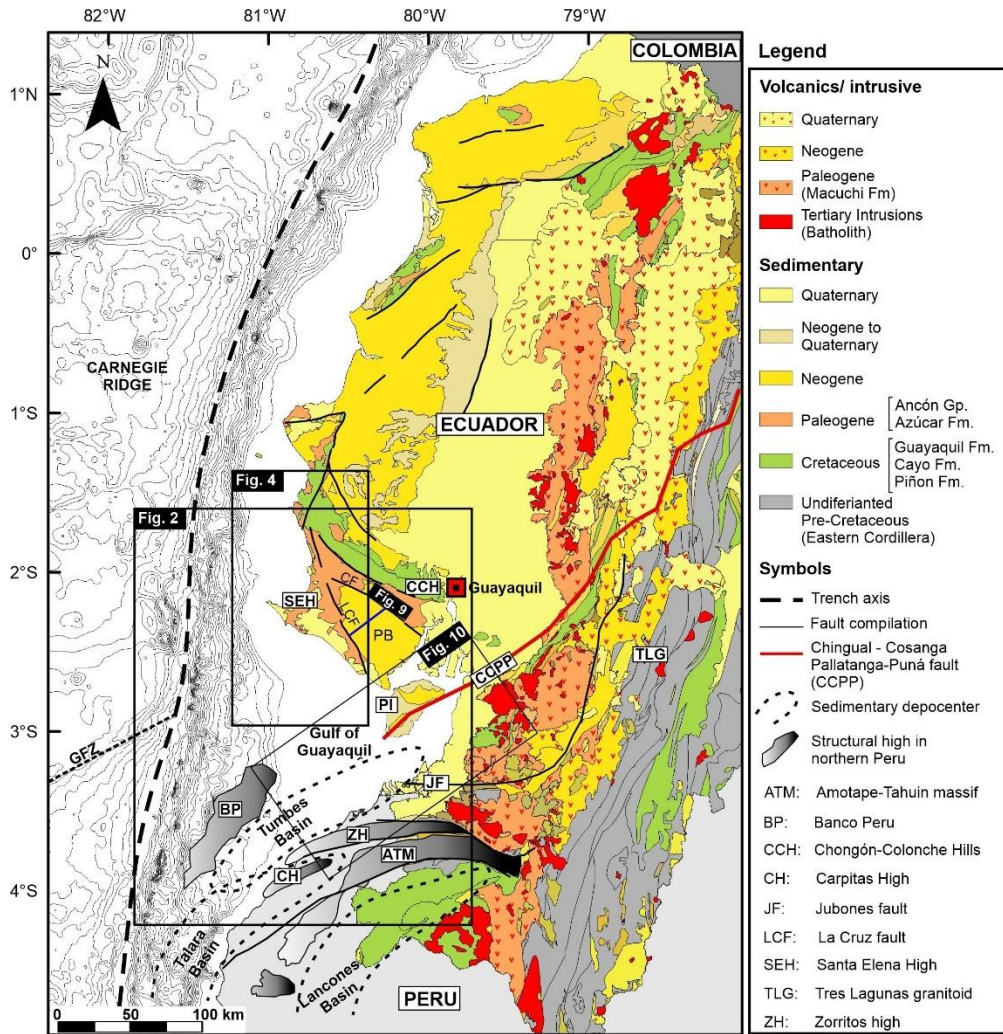 82°W 81°W 80°W 79°W
COLOMBIA
N
1°N
0°
CARNEGIE
RIDGE
1°S
ECUADOR
Fig. 4
Fig. 2
2°S
CF
CCH
Guayaquil
SEH
Fig. 9
LCF
PB
Fig. 10
CCPP
TLG
PI
3°S
Gulf of
Guayaquil
GFZ
JF
BP
Tumbes
Basin
ZH
ATM
CH
4°S
Talara
Basin
Lancones
Basin
PERU
0 50 100 km
Legend
Volcanics/ intrusive
Quaternary
Neogene
Paleogene
(Macuchi Fm)
Tertiary Intrusions
(Batholith)
Sedimentary
Quaternary
Neogene to
Quaternary
Neogene
Paleogene
Ancón Gp.
Azúcar Fm.
Cretaceous
Guayaquil Fm.
Cayo Fm.
Piñon Fm.
Undifierianted
Pre-Cretaceous
(Eastern Cordillera)
Symbols
Trench axis
Fault compilation
Chingual - Cosanga
Pallatanga-Puná fault
(CCPP)
Sedimentary depocenter
Structural high in
northern Peru
ATM: Amotape-Tahuin massif
BP: Banco Peru
CCH: Chongón-Colonche Hills
CH: Carpitas High
JF: Jubones fault
LCF: La Cruz fault
SEH: Santa Elena High
TLG: Tres Lagunas granitoid
ZH: Zorritos high